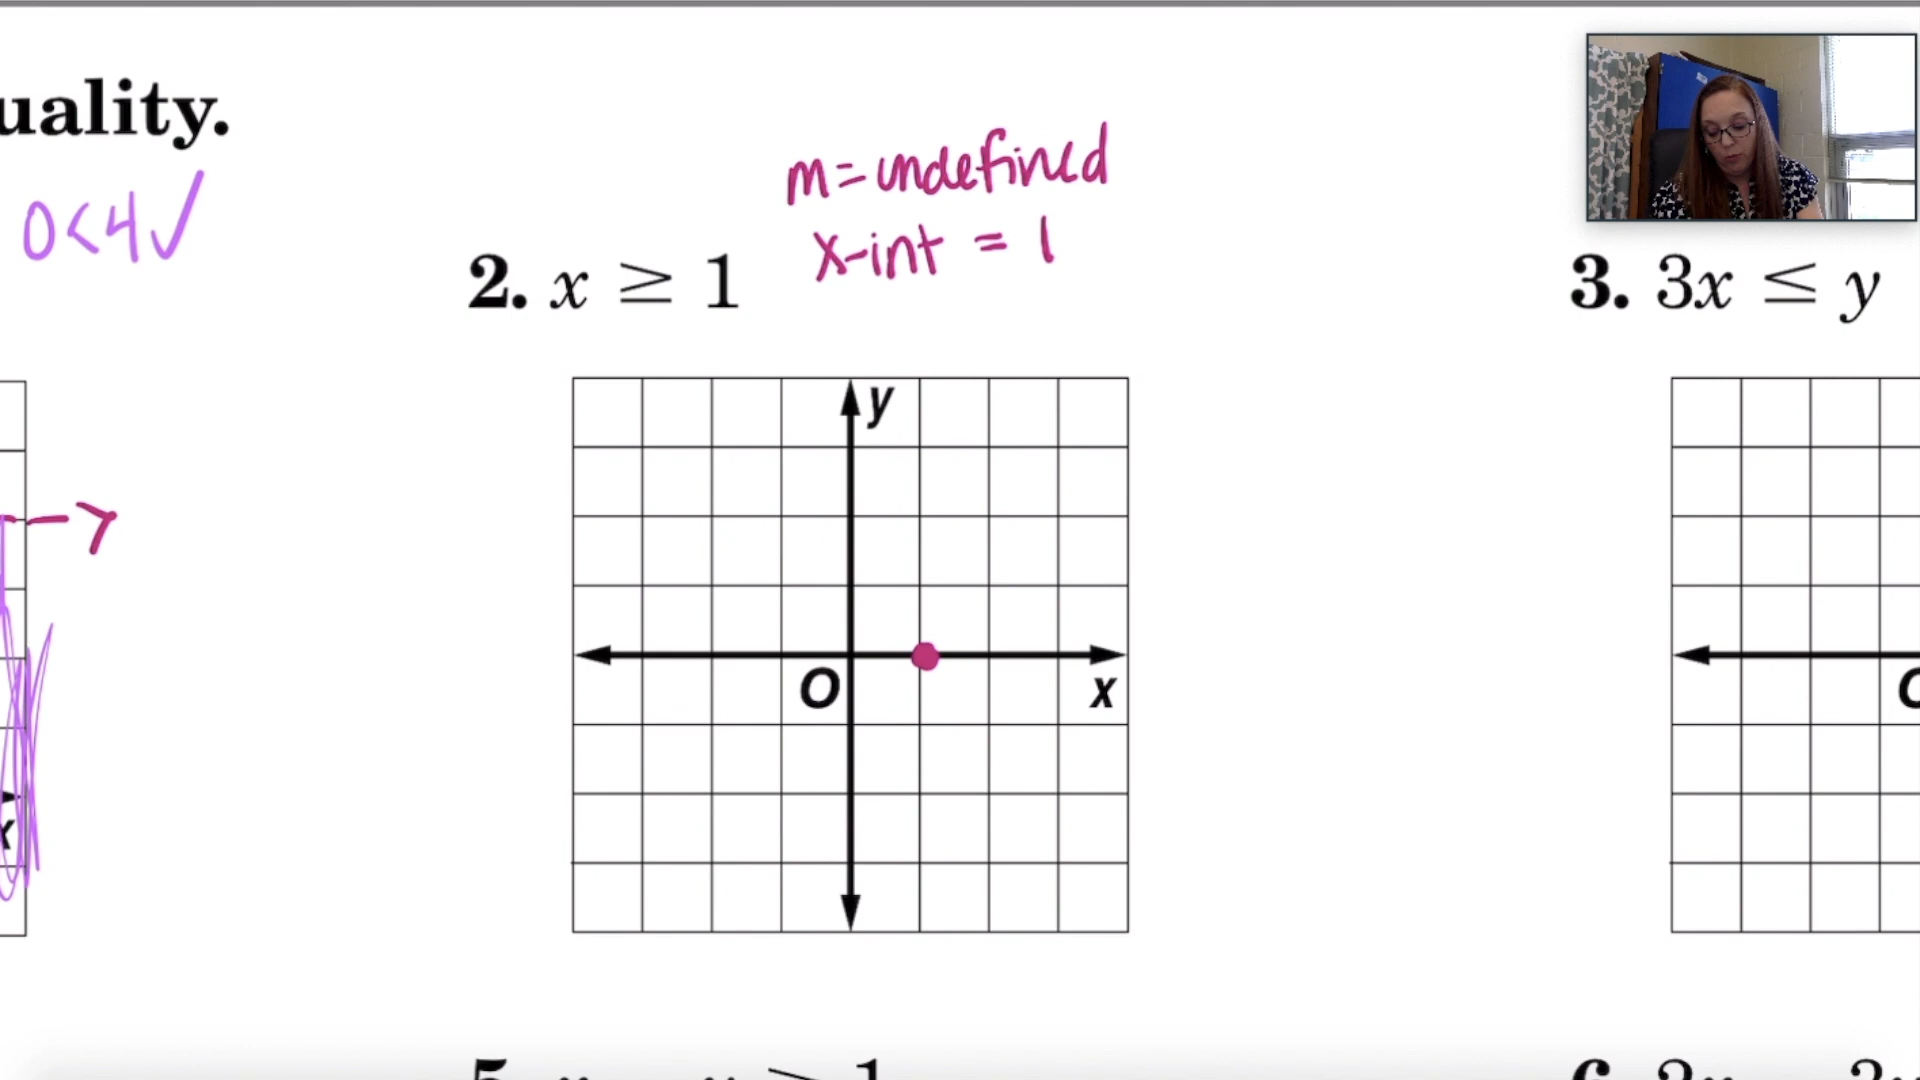 uality.
0<4✓
m=undefined
x-int = 1
2. x ≥ 1
3. 3x ≤ y
y
O
x
x
O